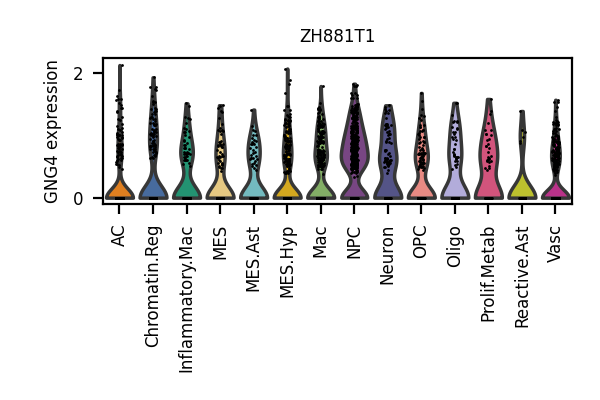 ZH881T1
GNG4 expression
2
0
AC
Chromatin.Reg
Inflammatory.Mac
MES
MES.Ast
MES.Hyp
Mac
NPC
Neuron
OPC
Oligo
Prolif.Metab
Reactive.Ast
Vasc